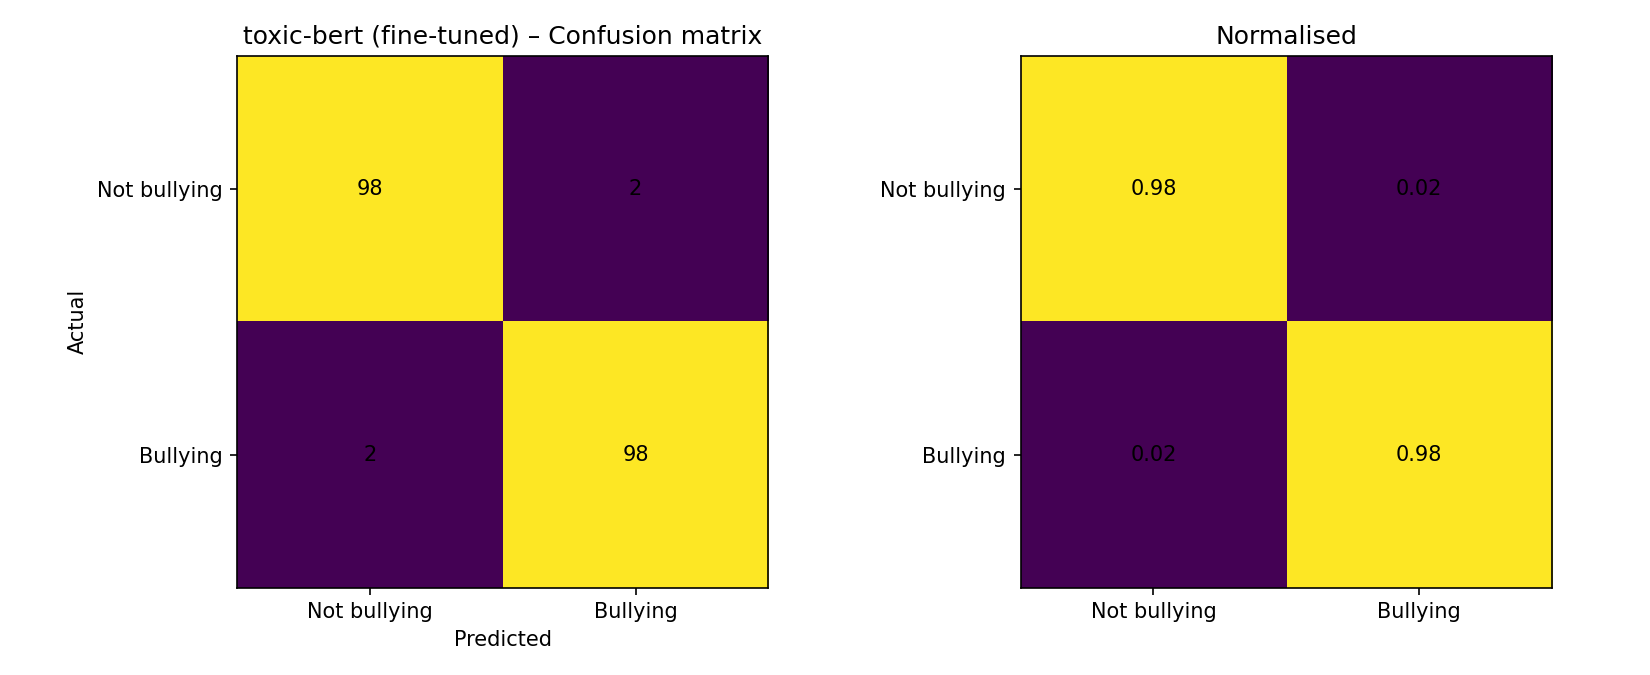 toxic-bert (fine-tuned) – Confusion matrix
Not bullying
98
2
Actual
Bullying
2
98
Not bullying
Bullying
Predicted
Normalised
Not bullying
0.98
0.02
Bullying
0.02
0.98
Not bullying
Bullying